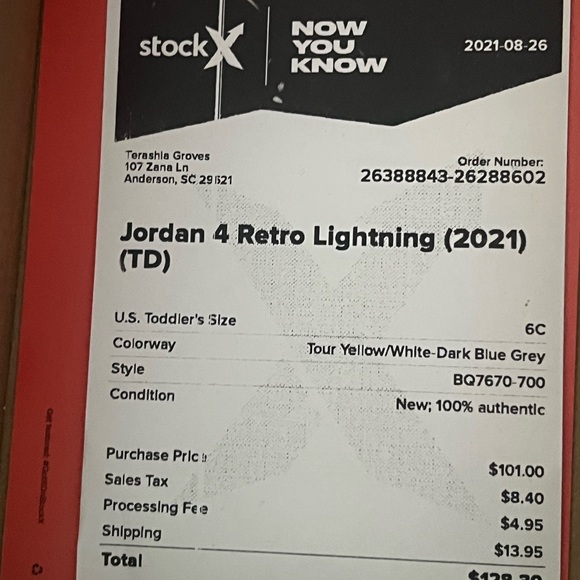 stockX
NOW
YOU
KNOW
2021-08-26
Terashia Groves
107 Zana Ln
Anderson, SC 29621
Order Number:
26388843-26288602
Jordan 4 Retro Lightning (2021)
(TD)
U.S. Toddler's Size 6C
Colorway Tour Yellow/White-Dark Blue Grey
Style BQ7670-700
Condition New; 100% authentic
Purchase Price $101.00
Sales Tax $8.40
Processing Fee $4.95
Shipping $13.95
Total